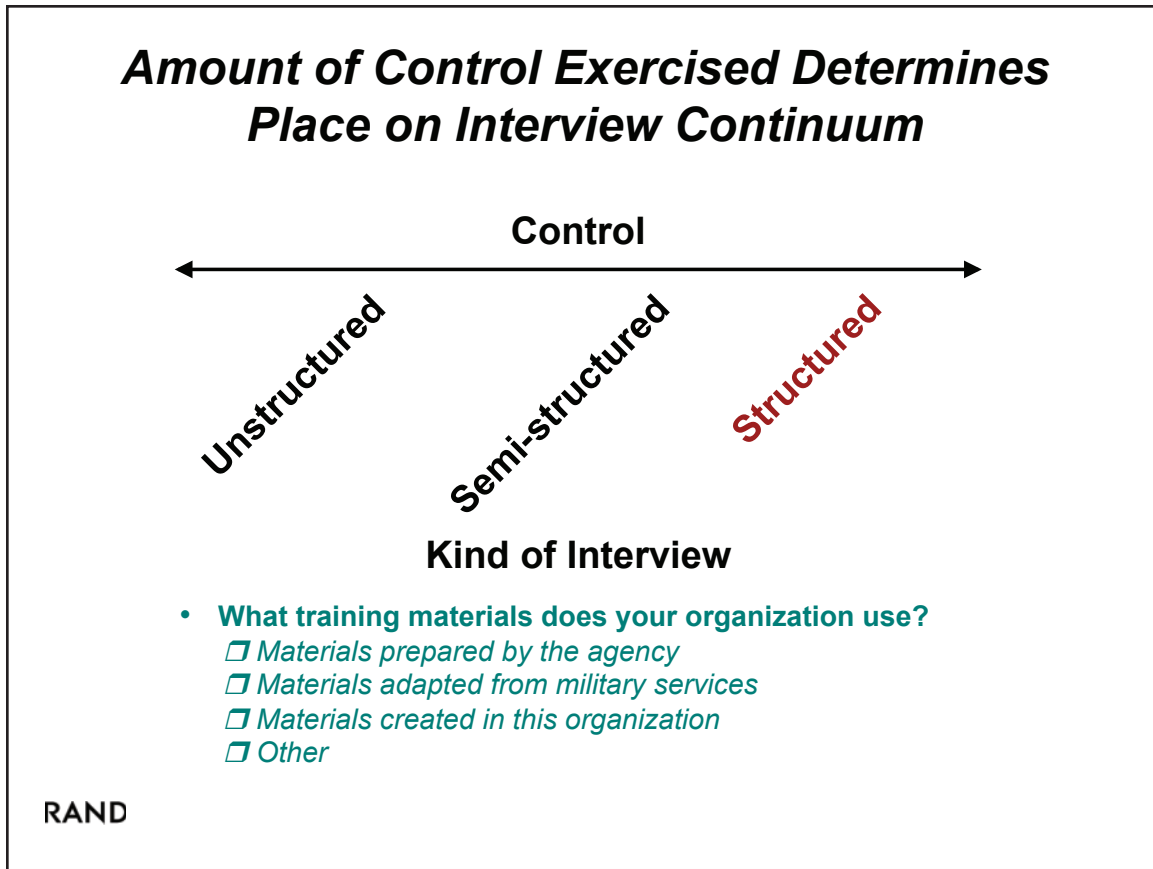 Amount of Control Exercised Determines
Place on Interview Continuum
Control
Unstructured
Semi-structured
Structured
Kind of Interview
• What training materials does your organization use?
❒ Materials prepared by the agency
❒ Materials adapted from military services
❒ Materials created in this organization
❒ Other
RAND